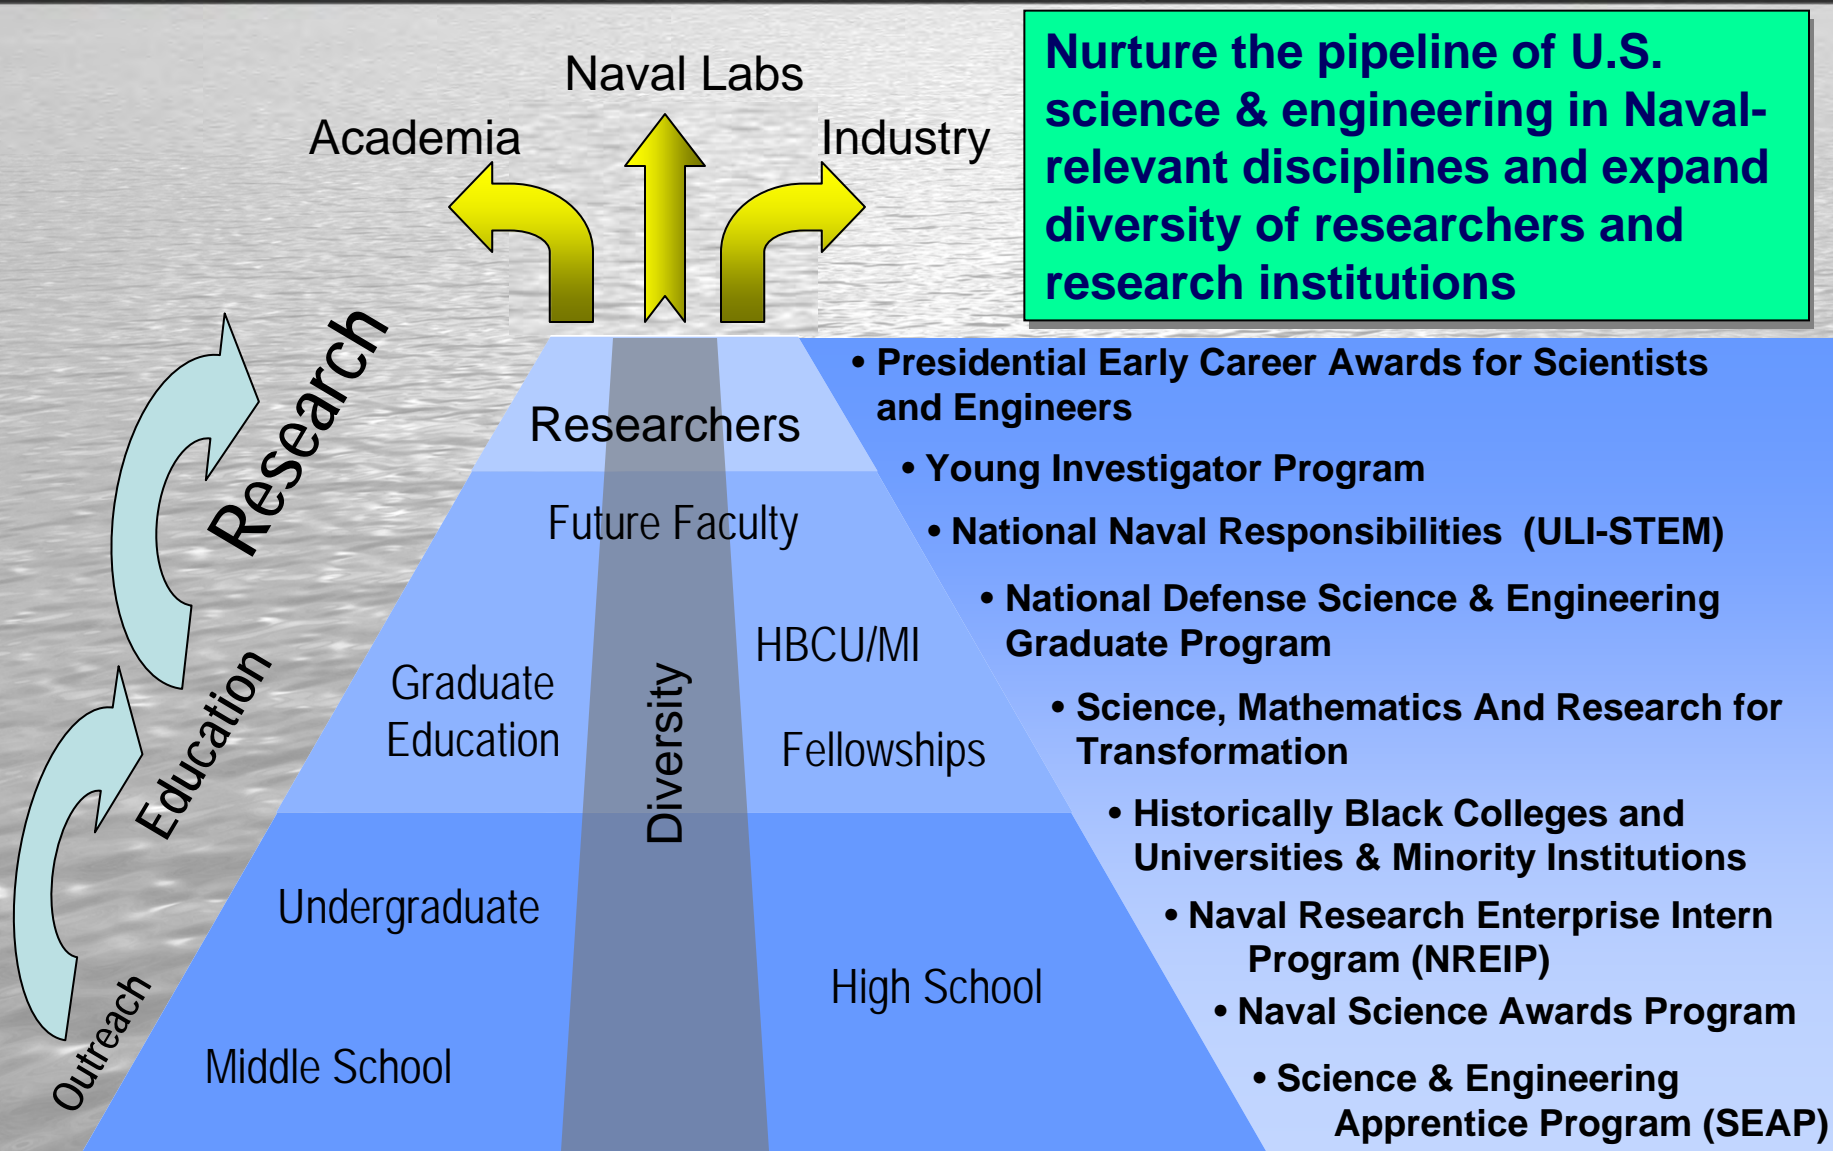 Naval Labs
Academia
Industry
Nurture the pipeline of U.S.
science & engineering in Naval-
relevant disciplines and expand
diversity of researchers and
research institutions
Research
Education
Outreach
Researchers
Future Faculty
HBCU/MI
Graduate
Education
Fellowships
Diversity
Undergraduate
High School
Middle School
• Presidential Early Career Awards for Scientists
and Engineers
• Young Investigator Program
• National Naval Responsibilities (ULI-STEM)
• National Defense Science & Engineering
Graduate Program
• Science, Mathematics And Research for
Transformation
• Historically Black Colleges and
Universities & Minority Institutions
• Naval Research Enterprise Intern
Program (NREIP)
• Naval Science Awards Program
• Science & Engineering
Apprentice Program (SEAP)